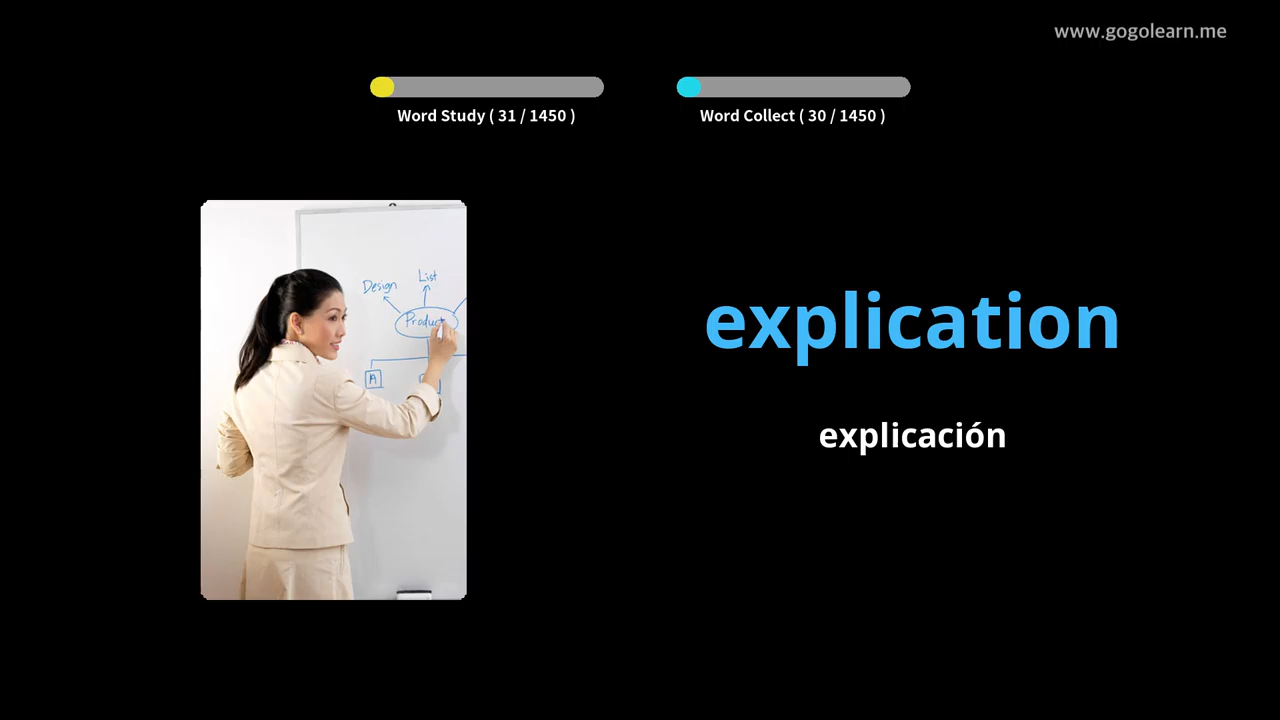 www.gogolearn.me
Word Study ( 31 / 1450 )
Word Collect ( 30 / 1450 )
Design
List
Product
A
explication
explicación